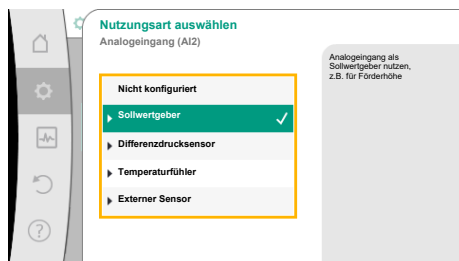 Nutzungsart auswählen
Analogeingang (AI2)
Nicht konfiguriert
Sollwertgeber
Differenzdrucksensor
Temperaturfühler
Externer Sensor
Analogeingang als
Sollwertgeber nutzen,
z.B. für Förderhöhe
?